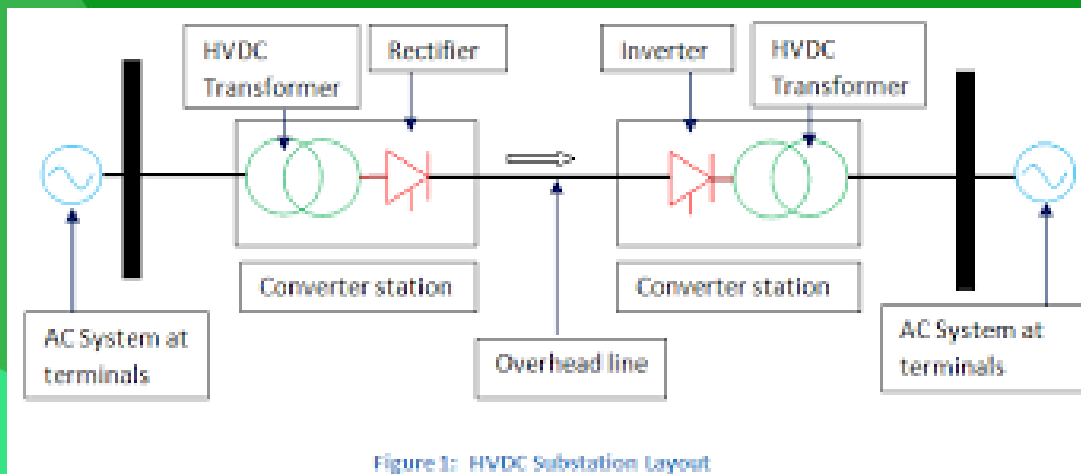 HVDC
Transformer
Rectifier
Inverter
HVDC
Transformer
Converter station
Converter station
AC System at
terminals
Overhead line
AC System at
terminals
Figure 1: HVDC Substation Layout